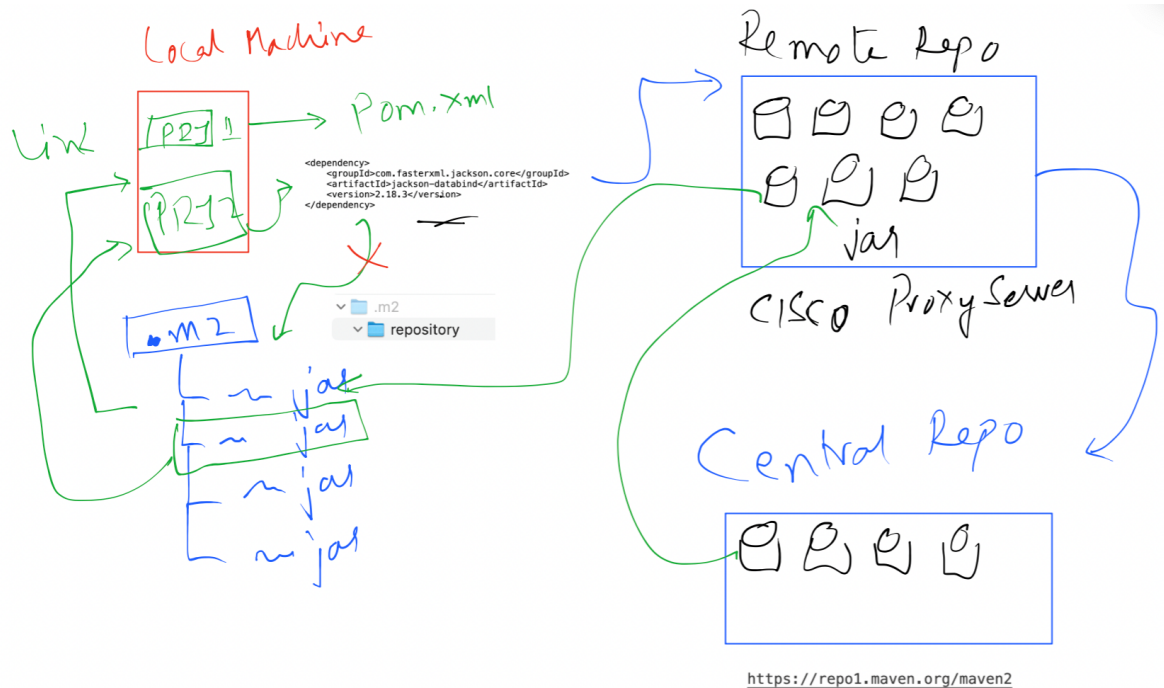 Local Machine
Link
PRJ 1
Pom.xml
PRJ 2
<dependency>
<groupId>com.fasterxml.jackson.core</groupId>
<artifactId>jackson-databind</artifactId>
<version>2.18.3</version>
</dependency>
.m2
repository
.m2
jar
jar
jar
jar
Remote Repo
jar
CISCO Proxy Server
Central Repo
https://repo1.maven.org/maven2